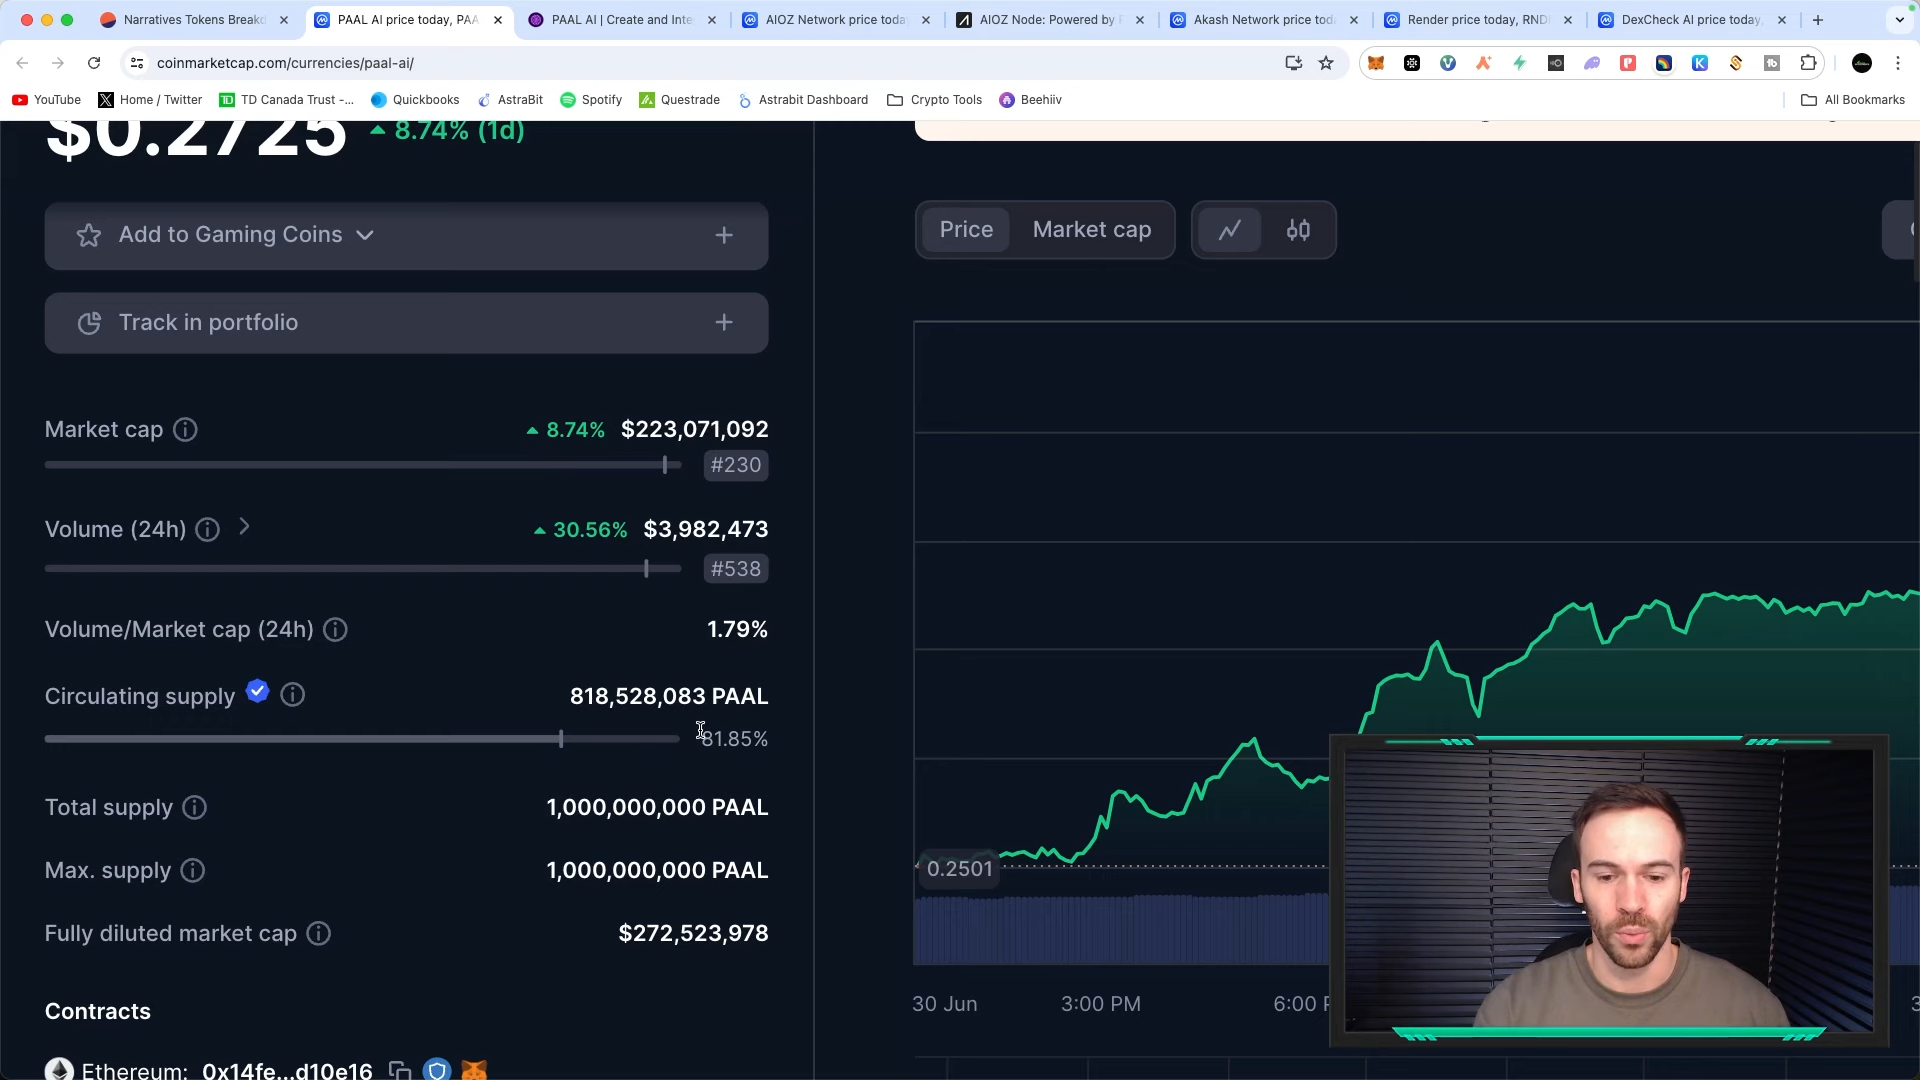 Narratives Tokens Breakd
PAAL AI price today, PAA
PAAL AI | Create and Inte
AIOZ Network price toda
AIOZ Node: Powered by
Akash Network price tod
Render price today, RND
DexCheck AI price today,
coinmarketcap.com/currencies/paal-ai/
YouTube
Home / Twitter
TD Canada Trust -...
Quickbooks
AstraBit
Spotify
Questrade
Astrabit Dashboard
Crypto Tools
Beehiiv
All Bookmarks
$0.2725 8.74% (1d)
Add to Gaming Coins
Track in portfolio
Market cap 8.74% $223,071,092
#230
Volume (24h) 30.56% $3,982,473
#538
Volume/Market cap (24h) 1.79%
Circulating supply 818,528,083 PAAL
81.85%
Total supply 1,000,000,000 PAAL
Max. supply 1,000,000,000 PAAL
Fully diluted market cap $272,523,978
Contracts
Ethereum: 0x14fe...d10e16
Price Market cap
0.2501
30 Jun 3:00 PM 6:00